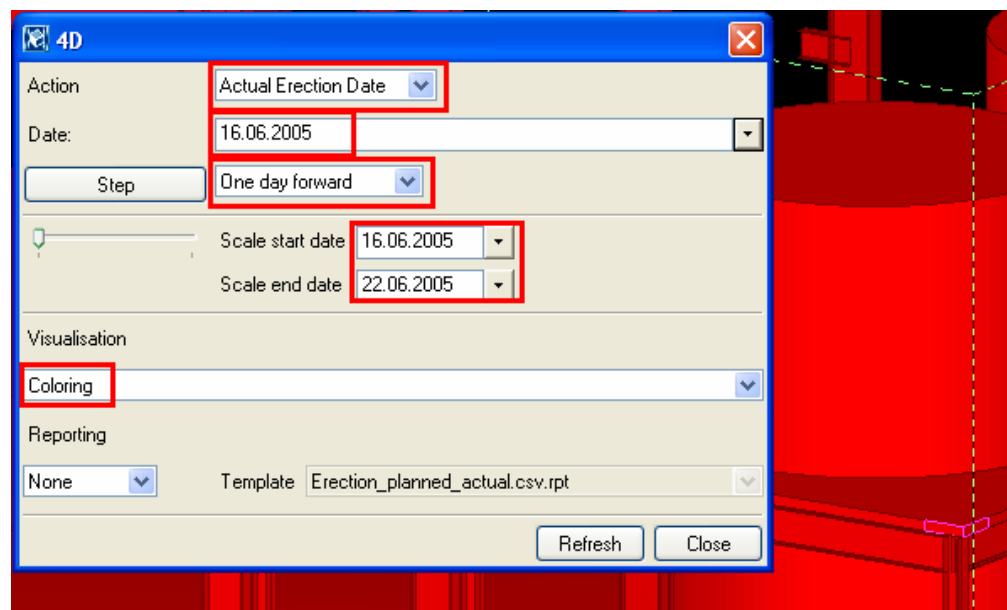 4D
Action Actual Erection Date
Date: 16.06.2005
Step One day forward
Scale start date 16.06.2005
Scale end date 22.06.2005
Visualisation
Coloring
Reporting
None Template Erection_planned_actual.csv.rpt
Refresh Close